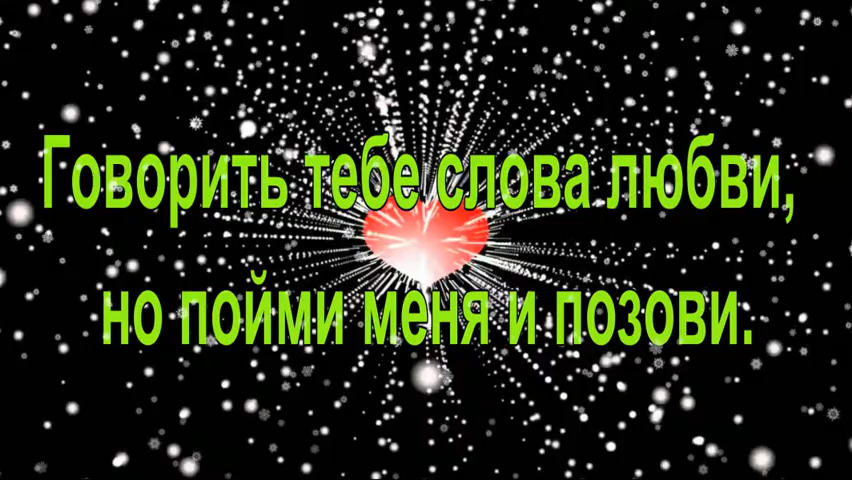 Говорить тебе слова любви,
но пойми меня и позови.